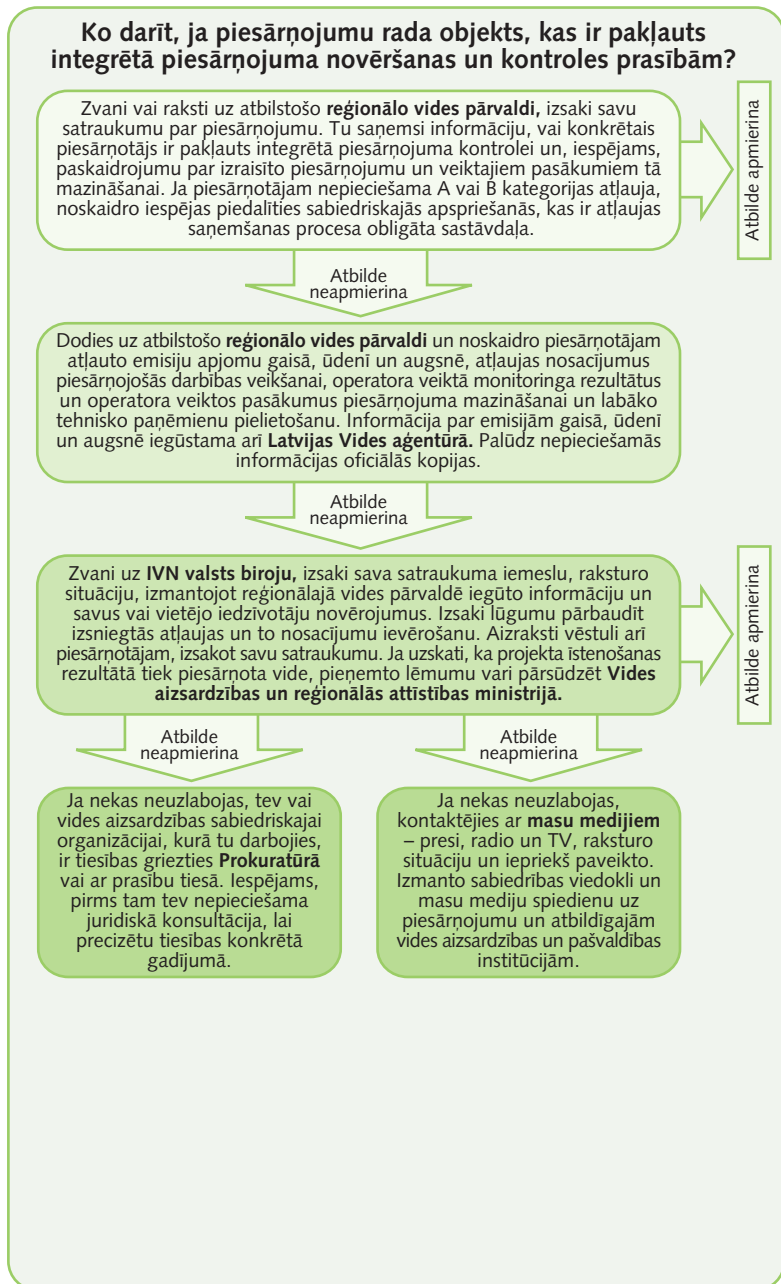 Ko darīt, ja piesārņojumu rada objekts, kas ir pakļauts
integrētā piesārņojuma novēršanas un kontroles prasībām?
Zvani vai raksti uz atbilstošo reģionālo vides pārvaldi, izsaki savu
satraukumu par piesārņojumu. Tu saņemsi informāciju, vai konkrētais
piesārņotājs ir pakļauts integrētā piesārņojuma kontrolei un, iespējams,
paskaidrojumu par izraisīto piesārņojumu un veiktajiem pasākumiem tā
mazināšanai. Ja piesārņotājam nepieciešama A vai B kategorijas atļauja,
noskaidro iespējas piedalīties sabiedriskajās apspriešanās, kas ir atļaujas
saņemšanas procesa obligāta sastāvdaļa.
Atbilde apmierina
Atbilde
neapmierina
Dodies uz atbilstošo reģionālo vides pārvaldi un noskaidro piesārņotājam
atļauto emisiju apjomu gaisā, ūdenī un augsnē, atļaujas nosacījumus
piesārņojošās darbības veikšanai, operatora veiktā monitoringa rezultātus
un operatora veiktos pasākumus piesārņojuma mazināšanai un labāko
tehnisko paņēmienu pielietošanu. Informācija par emisijām gaisā, ūdenī
un augsnē iegūstama arī Latvijas Vides aģentūrā. Palūdz nepieciešamās
informācijas oficiālās kopijas.
Atbilde
neapmierina
Zvani uz IVN valsts biroju, izsaki sava satraukuma iemeslu, raksturo
situāciju, izmantojot reģionālajā vides pārvaldē iegūto informāciju un
savus vai vietējo iedzīvotāju novērojumus. Izsaki lūgumu pārbaudīt
izsniegtās atļaujas un to nosacījumu ievērošanu. Aizraksti vēstuli arī
piesārņotājam, izsakot savu satraukumu. Ja uzskati, ka projekta īstenošanas
rezultātā tiek piesārņota vide, pieņemto lēmumu vari pārsūdzēt Vides
aizsardzības un reģionālās attīstības ministrijā.
Atbilde apmierina
Atbilde
neapmierina
Atbilde
neapmierina
Ja nekas neuzlabojas, tev vai
vides aizsardzības sabiedriskajai
organizācijai, kurā tu darbojies,
ir tiesības griezties Prokuratūrā
vai ar prasību tiesā. Iespējams,
pirms tam tev nepieciešama
juridiskā konsultācija, lai
precizētu tiesības konkrētā
gadījumā.
Ja nekas neuzlabojas,
kontaktējies ar masu medijiem
– presi, radio un TV, raksturo
situāciju un iepriekš paveikto.
Izmanto sabiedrības viedokli un
masu mediju spiedienu uz
piesārņojumu un atbildīgajām
vides aizsardzības un pašvaldības
institūcijām.